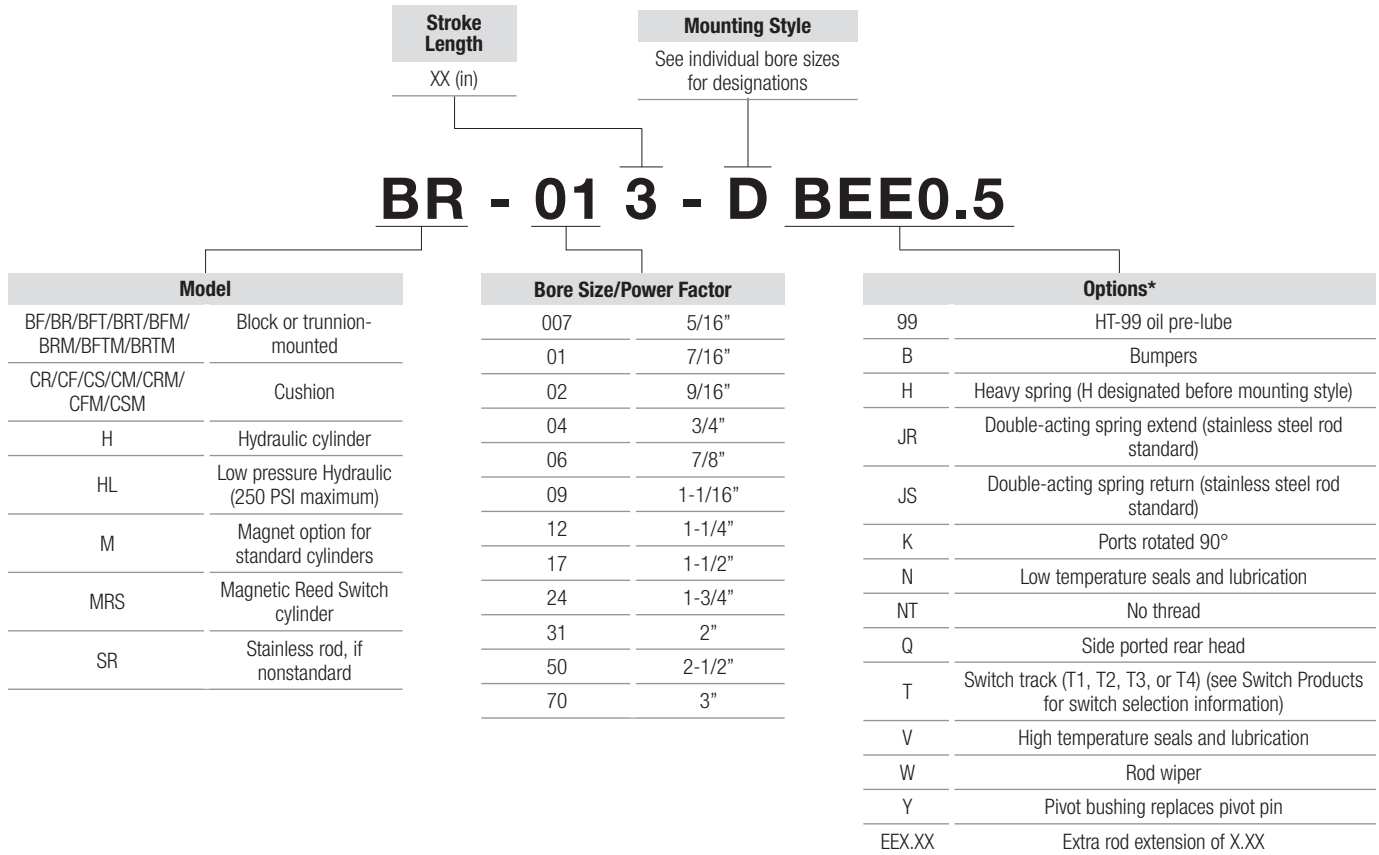 Stroke
Length
XX (in)
Mounting Style
See individual bore sizes
for designations
BR - 01 3 - D BEE0.5
Model
BF/BR/BFT/BRT/BFM/
BRM/BFTM/BRTM
Block or trunnion-
mounted
CR/CF/CS/CM/CRM/
CFM/CSM
Cushion
H
Hydraulic cylinder
HL
Low pressure Hydraulic
(250 PSI maximum)
M
Magnet option for
standard cylinders
MRS
Magnetic Reed Switch
cylinder
SR
Stainless rod, if
nonstandard
Bore Size/Power Factor
007 5/16”
01 7/16”
02 9/16”
04 3/4”
06 7/8”
09 1-1/16”
12 1-1/4”
17 1-1/2”
24 1-3/4”
31 2”
50 2-1/2”
70 3”
Options*
99 HT-99 oil pre-lube
B Bumpers
H Heavy spring (H designated before mounting style)
JR
Double-acting spring extend (stainless steel rod
standard)
JS
Double-acting spring return (stainless steel rod
standard)
K Ports rotated 90°
N Low temperature seals and lubrication
NT No thread
Q Side ported rear head
T
Switch track (T1, T2, T3, or T4) (see Switch Products
for switch selection information)
V High temperature seals and lubrication
W Rod wiper
Y Pivot bushing replaces pivot pin
EEX.XX Extra rod extension of X.XX